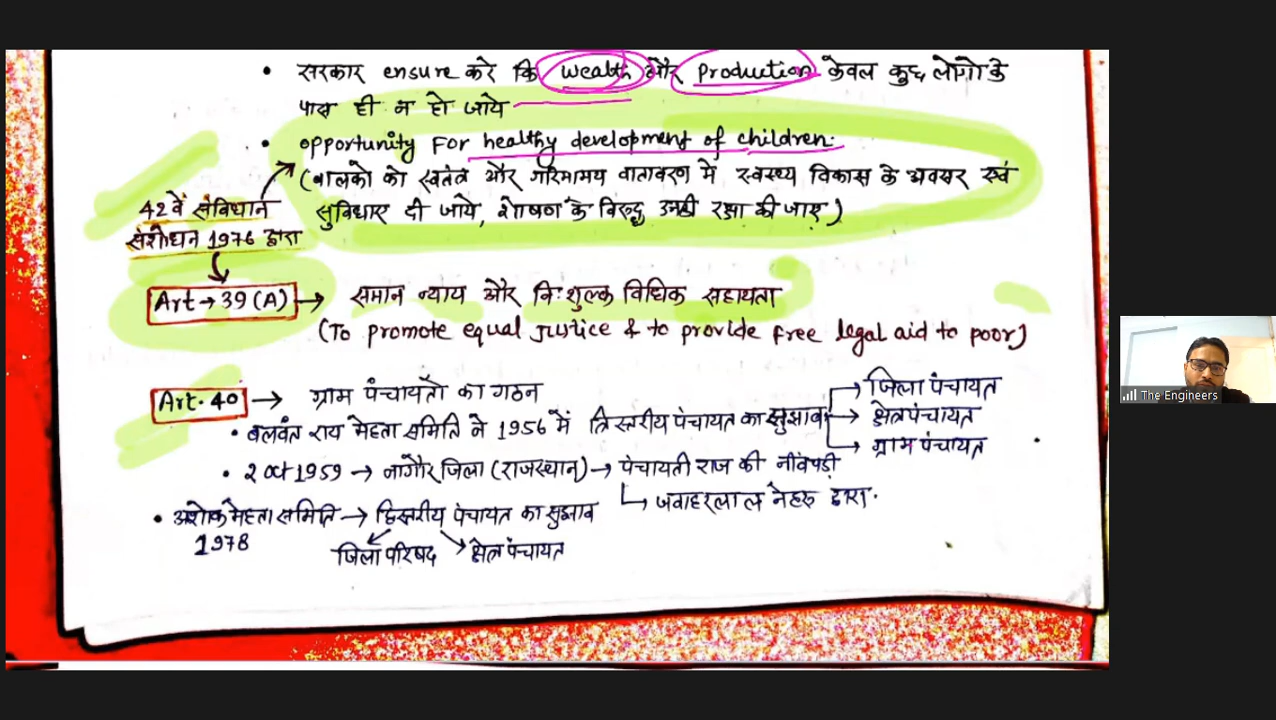 • सरकार ensure करे कि wealth और production केवल कुछ लोगो के
पास ही न हो जाये
• opportunity For healthy development of children.
(बालको को स्वतंत्र और गरिमामय वातावरण में स्वस्थ्य विकास के अवसर एवं
सुविधाए दी जाये, शोषण के विरुद्ध उनकी रक्षा की जाए)
42वें संविधान
संशोधन 1976 द्वारा
Art → 39 (A) → समान न्याय और निःशुल्क विधिक सहायता
(To promote equal Justice & to provide free legal aid to poor)
Art. 40 → ग्राम पंचायतों का गठन
• बलवंत राय मेहता समिति ने 1956 में त्रिस्तरीय पंचायत का सुझाव
→ जिला पंचायत
→ क्षेत्र पंचायत
→ ग्राम पंचायत
• 2 oct 1959 → नागौर जिला (राजस्थान) → पंचायती राज की नींव पड़ी
→ जवाहरलाल नेहरू द्वारा.
• अशोक मेहता समिति → द्विस्तरीय पंचायत का सुझाव
1978
जिला परिषद क्षेत्र पंचायत
The Engineers